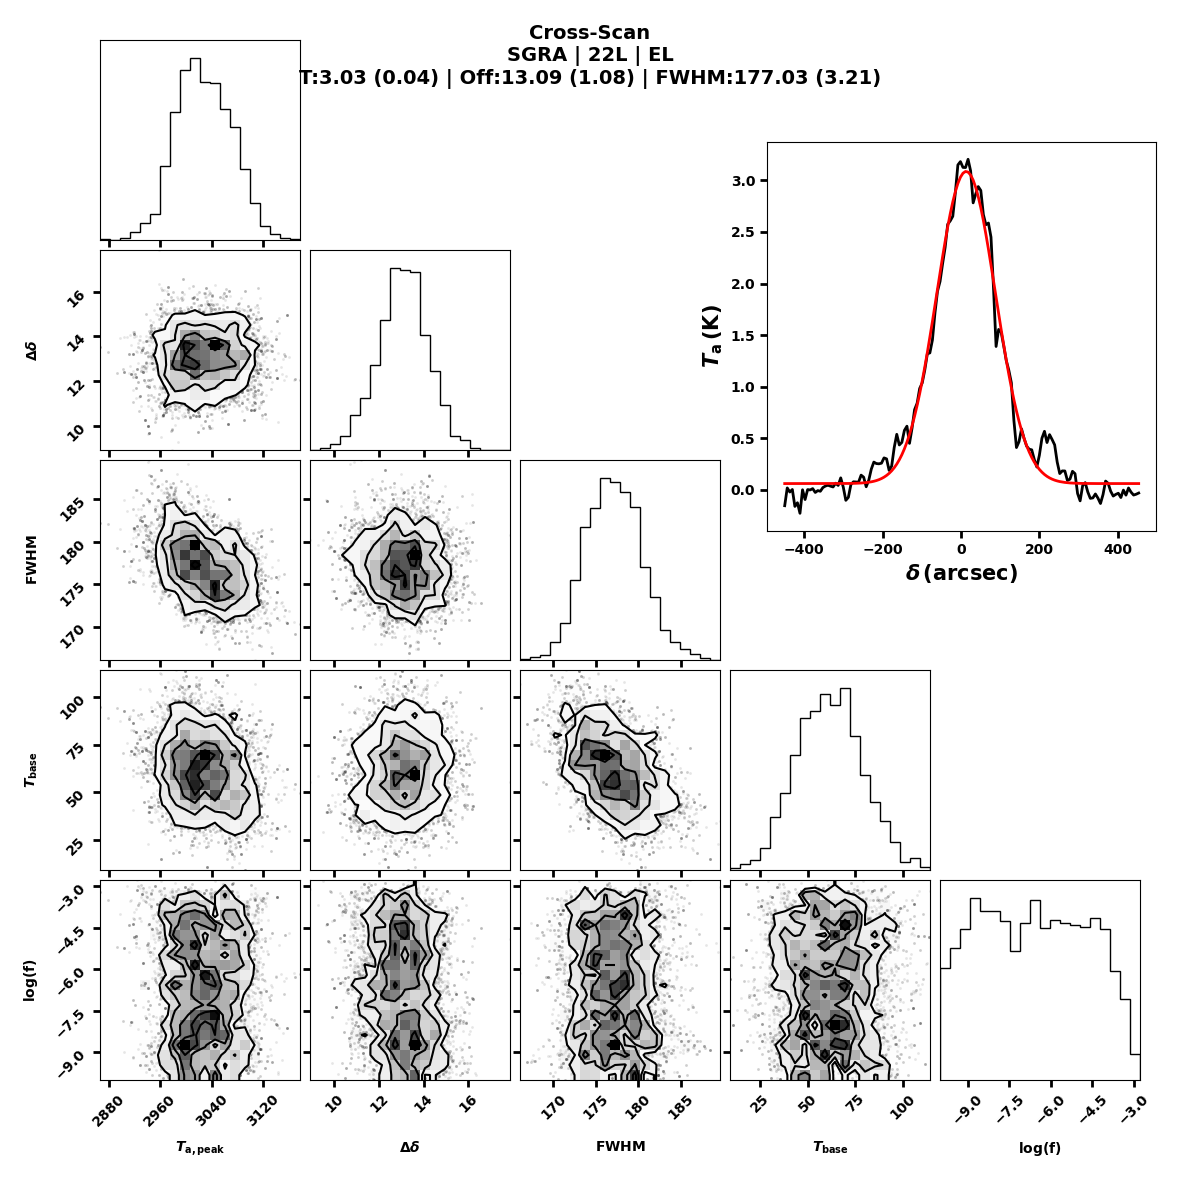 Cross-Scan
SGRA | 22L | EL
T:3.03 (0.04) | Off:13.09 (1.08) | FWHM:177.03 (3.21)
3.0
2.5
2.0
1.5
1.0
0.5
0.0
T_a (K)
−400 −200 0 200 400
δ (arcsec)
16
14
12
10
Δδ
185
180
175
170
FWHM
100
75
50
25
T_base
−3.0
−4.5
−6.0
−7.5
−9.0
log(f)
2880 2960 3040 3120 10 12 14 16 170 175 180 185 25 50 75 100 −9.0 −7.5 −6.0 −4.5 −3.0
T_a,peak Δδ FWHM T_base log(f)